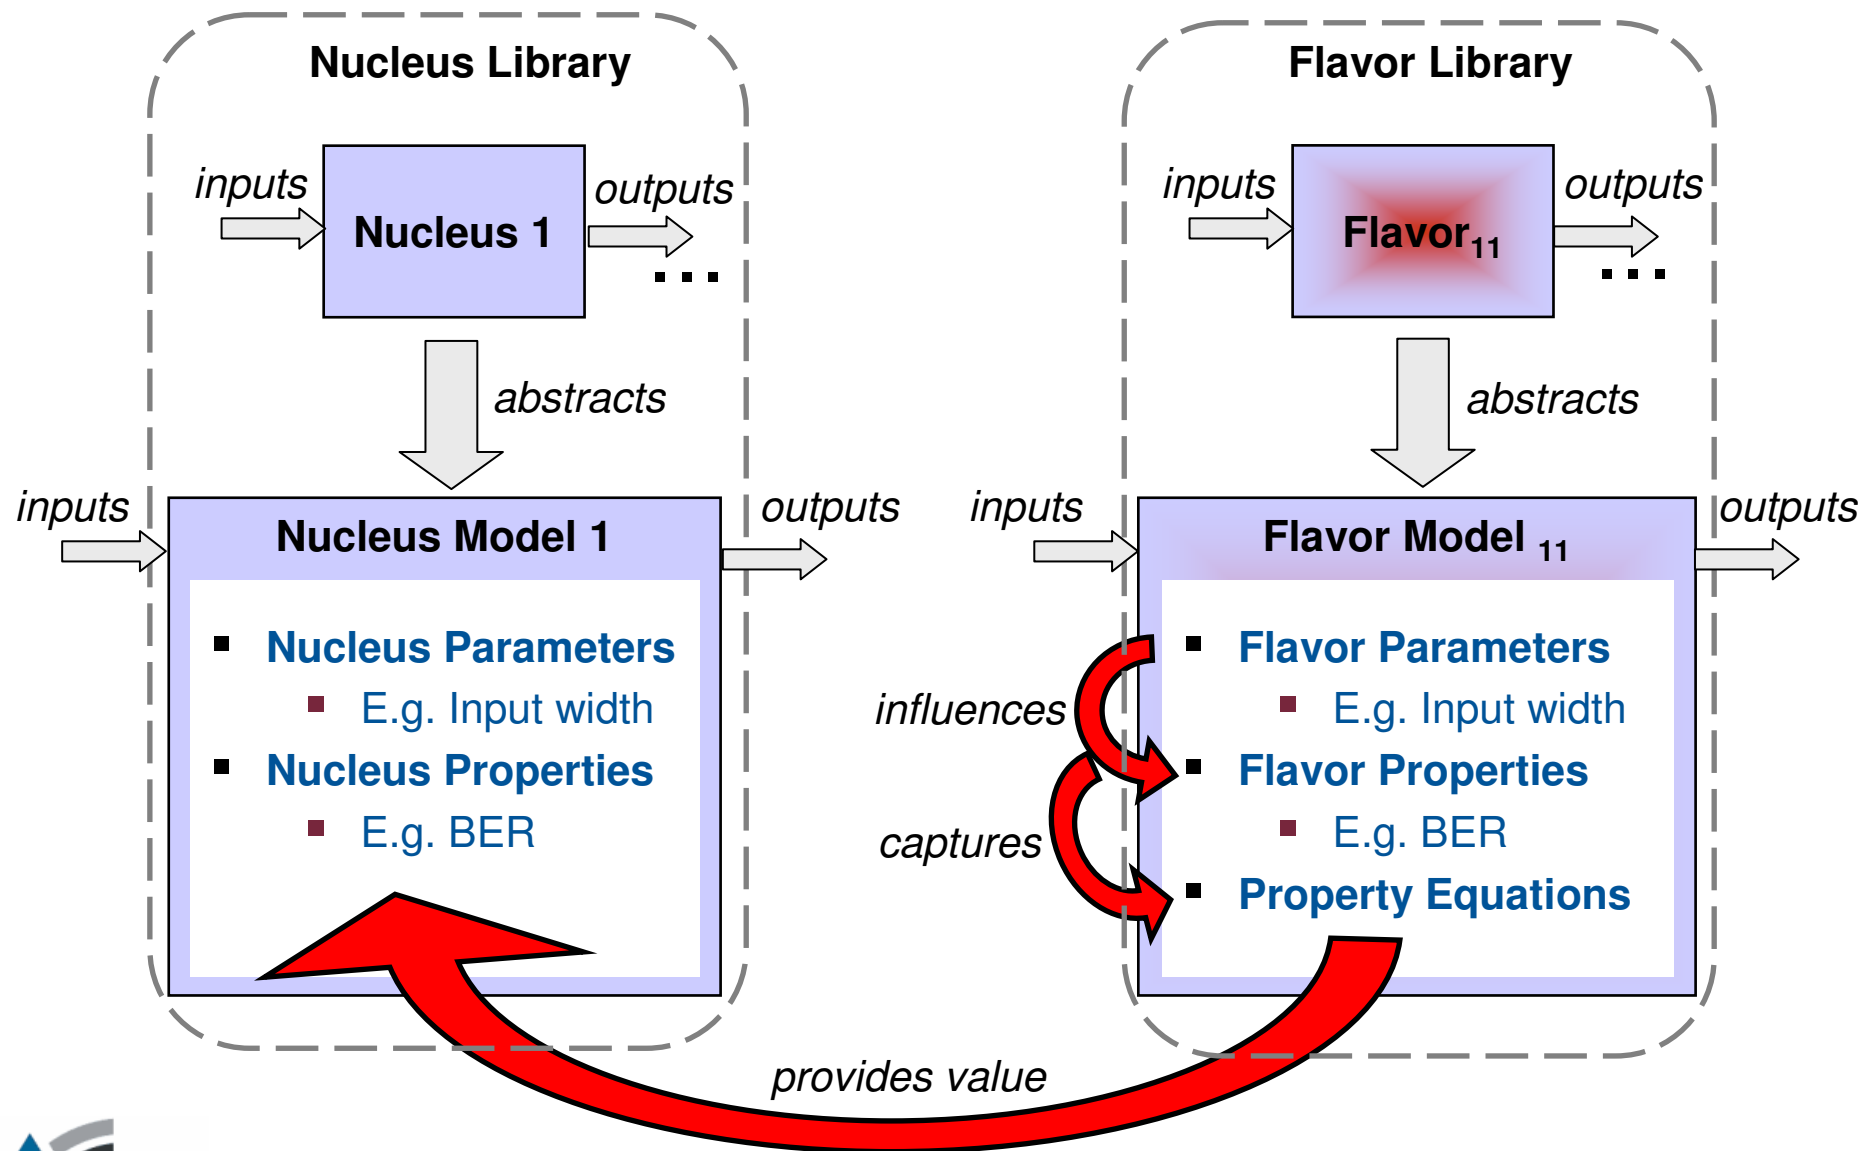 Nucleus Library
inputs
Nucleus 1
outputs
...
abstracts
inputs
Nucleus Model 1
outputs
Nucleus Parameters
E.g. Input width
Nucleus Properties
E.g. BER
Flavor Library
inputs
Flavor11
outputs
...
abstracts
inputs
Flavor Model 11
outputs
influences
captures
Flavor Parameters
E.g. Input width
Flavor Properties
E.g. BER
Property Equations
provides value